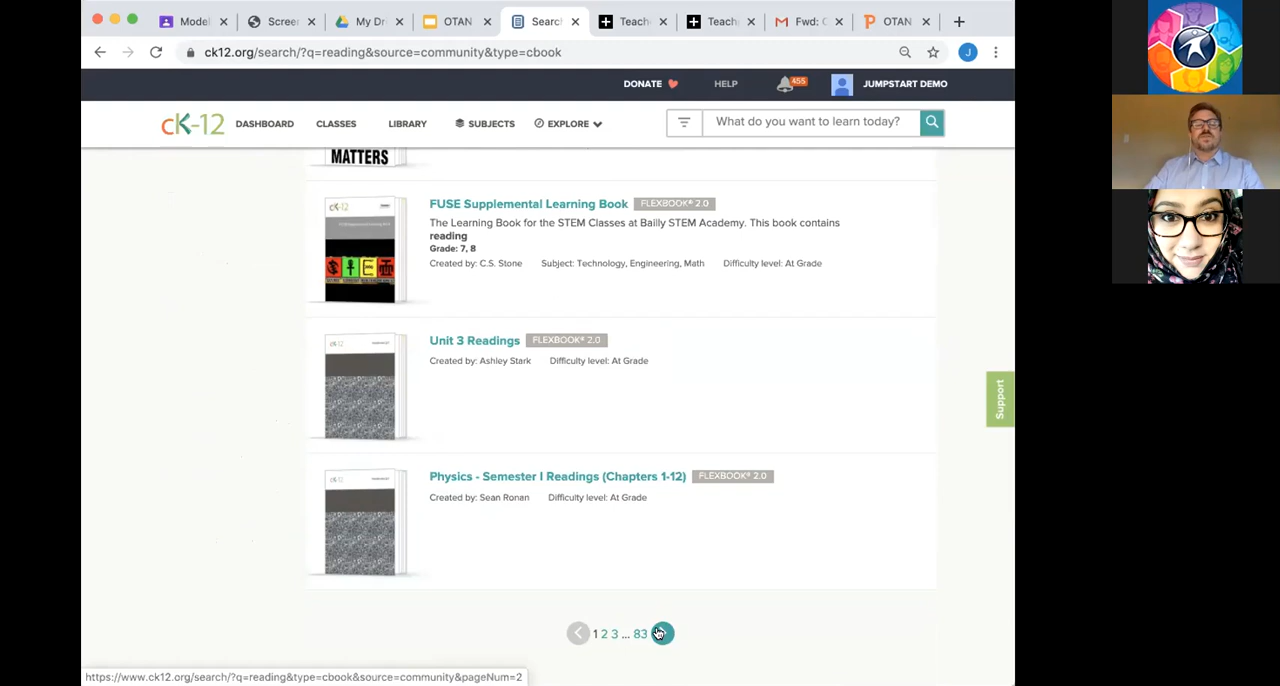 Model
Screen
My Dr
OTAN
Search
Teach
Teach
Fwd: C
OTAN
ck12.org/search/?q=reading&source=community&type=cbook
J
DONATE
HELP
455
JUMPSTART DEMO
cK-12
DASHBOARD
CLASSES
LIBRARY
SUBJECTS
EXPLORE
What do you want to learn today?
MATTERS
FUSE Supplemental Learning Book FLEXBOOK® 2.0
The Learning Book for the STEM Classes at Bailly STEM Academy. This book contains
reading
Grade: 7, 8
Created by: C.S. Stone Subject: Technology, Engineering, Math Difficulty level: At Grade
cK-12
Unit 3 Readings FLEXBOOK® 2.0
Created by: Ashley Stark Difficulty level: At Grade
cK-12
Support
Physics - Semester I Readings (Chapters 1-12) FLEXBOOK® 2.0
Created by: Sean Ronan Difficulty level: At Grade
cK-12
1 2 3 ... 83
https://www.ck12.org/search/?q=reading&type=cbook&source=community&pageNum=2